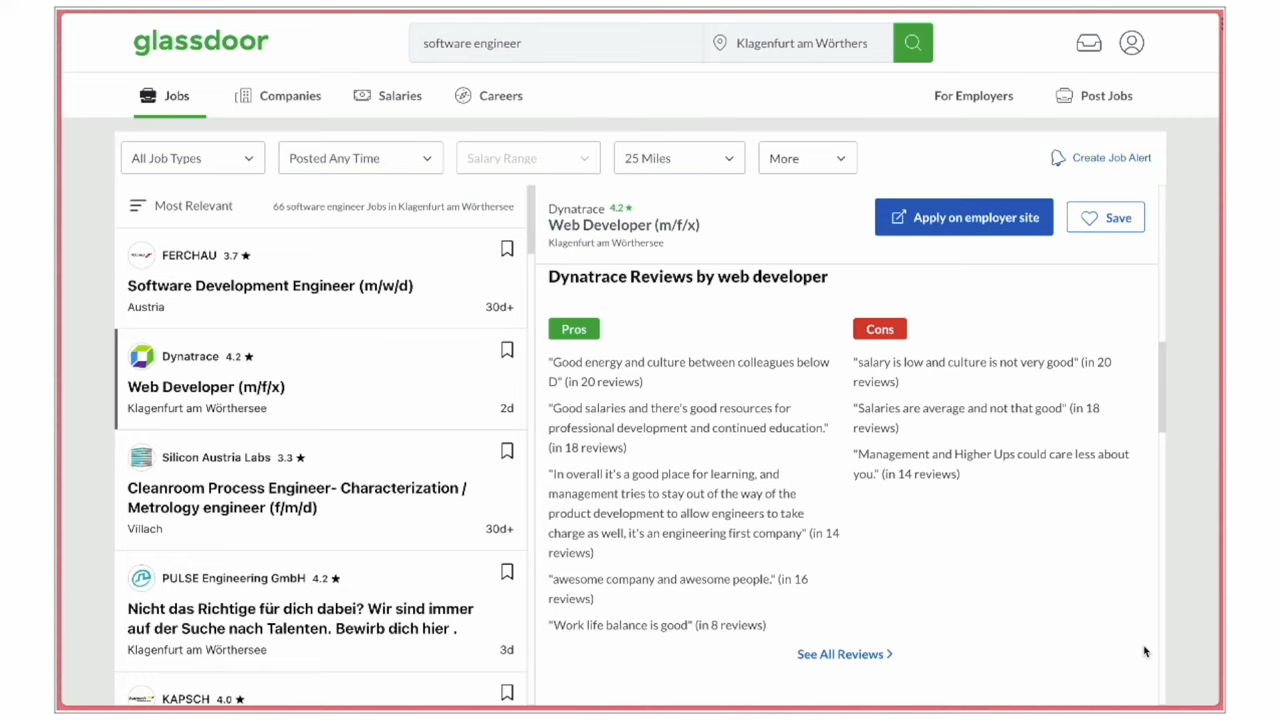 glassdoor
software engineer
Klagenfurt am Wörthers
Jobs
Companies
Salaries
Careers
For Employers
Post Jobs
All Job Types
Posted Any Time
Salary Range
25 Miles
More
Create Job Alert
Most Relevant
66 software engineer Jobs in Klagenfurt am Wörthersee
FERCHAU 3.7 ★
Software Development Engineer (m/w/d)
Austria
30d+
Dynatrace 4.2 ★
Web Developer (m/f/x)
Klagenfurt am Wörthersee
2d
Silicon Austria Labs 3.3 ★
Cleanroom Process Engineer- Characterization /
Metrology engineer (f/m/d)
Villach
30d+
PULSE Engineering GmbH 4.2 ★
Nicht das Richtige für dich dabei? Wir sind immer
auf der Suche nach Talenten. Bewirb dich hier .
Klagenfurt am Wörthersee
3d
KAPSCH 4.0 ★
Dynatrace 4.2 ★
Web Developer (m/f/x)
Klagenfurt am Wörthersee
Apply on employer site
Save
Dynatrace Reviews by web developer
Pros
"Good energy and culture between colleagues below
D" (in 20 reviews)
"Good salaries and there's good resources for
professional development and continued education."
(in 18 reviews)
"In overall it's a good place for learning, and
management tries to stay out of the way of the
product development to allow engineers to take
charge as well, it's an engineering first company" (in 14
reviews)
"awesome company and awesome people." (in 16
reviews)
"Work life balance is good" (in 8 reviews)
Cons
"salary is low and culture is not very good" (in 20
reviews)
"Salaries are average and not that good" (in 18
reviews)
"Management and Higher Ups could care less about
you." (in 14 reviews)
See All Reviews